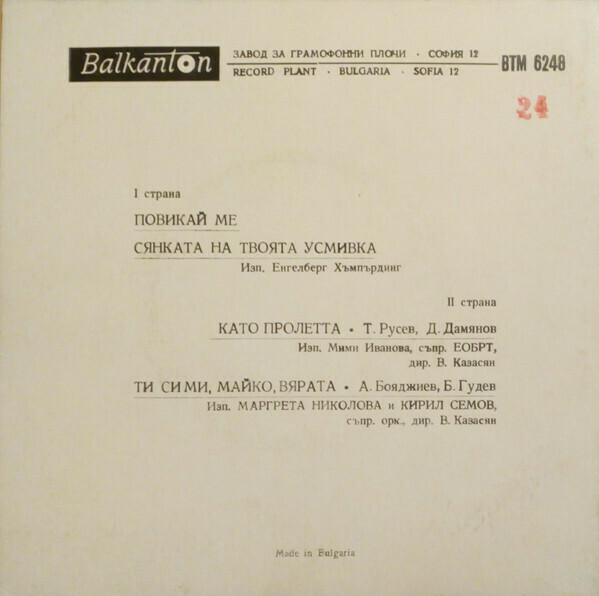 Balkanton
ЗАВОД ЗА ГРАМОФОННИ ПЛОЧИ · СОФИЯ 12
RECORD PLANT · BULGARIA · SOFIA 12
ВТМ 6248
24
I страна
ПОВИКАЙ МЕ
СЯНКАТА НА ТВОЯТА УСМИВКА
Изп. Енгелберг Хъмпърдинг
II страна
КАТО ПРОЛЕТТА • Т. Русев, Д. Дамянов
Изп. Мими Иванова, съпр. ЕОБРТ,
дир. В. Казасян
ТИ СИ МИ, МАЙКО, ВЯРАТА • А. Бояджиев, Б. Гудев
Изп. МАРГРЕТА НИКОЛОВА и КИРИЛ СЕМОВ,
съпр. орк., дир. В. Казасян
Made in Bulgaria